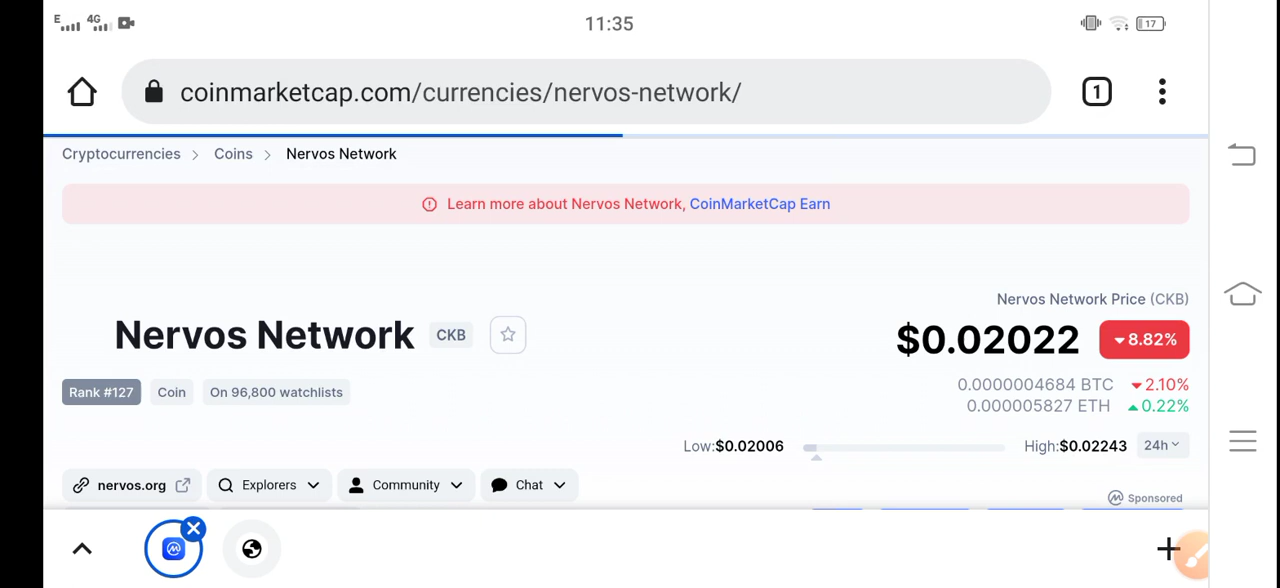 E 4G 11:35 17
coinmarketcap.com/currencies/nervos-network/ 1
Cryptocurrencies > Coins > Nervos Network
Learn more about Nervos Network, CoinMarketCap Earn
Nervos Network Price (CKB)
Nervos Network CKB $0.02022 8.82%
0.0000004684 BTC 2.10%
Rank #127 Coin On 96,800 watchlists
0.000005827 ETH 0.22%
Low:$0.02006 High:$0.02243 24h
nervos.org Explorers Community Chat
Sponsored